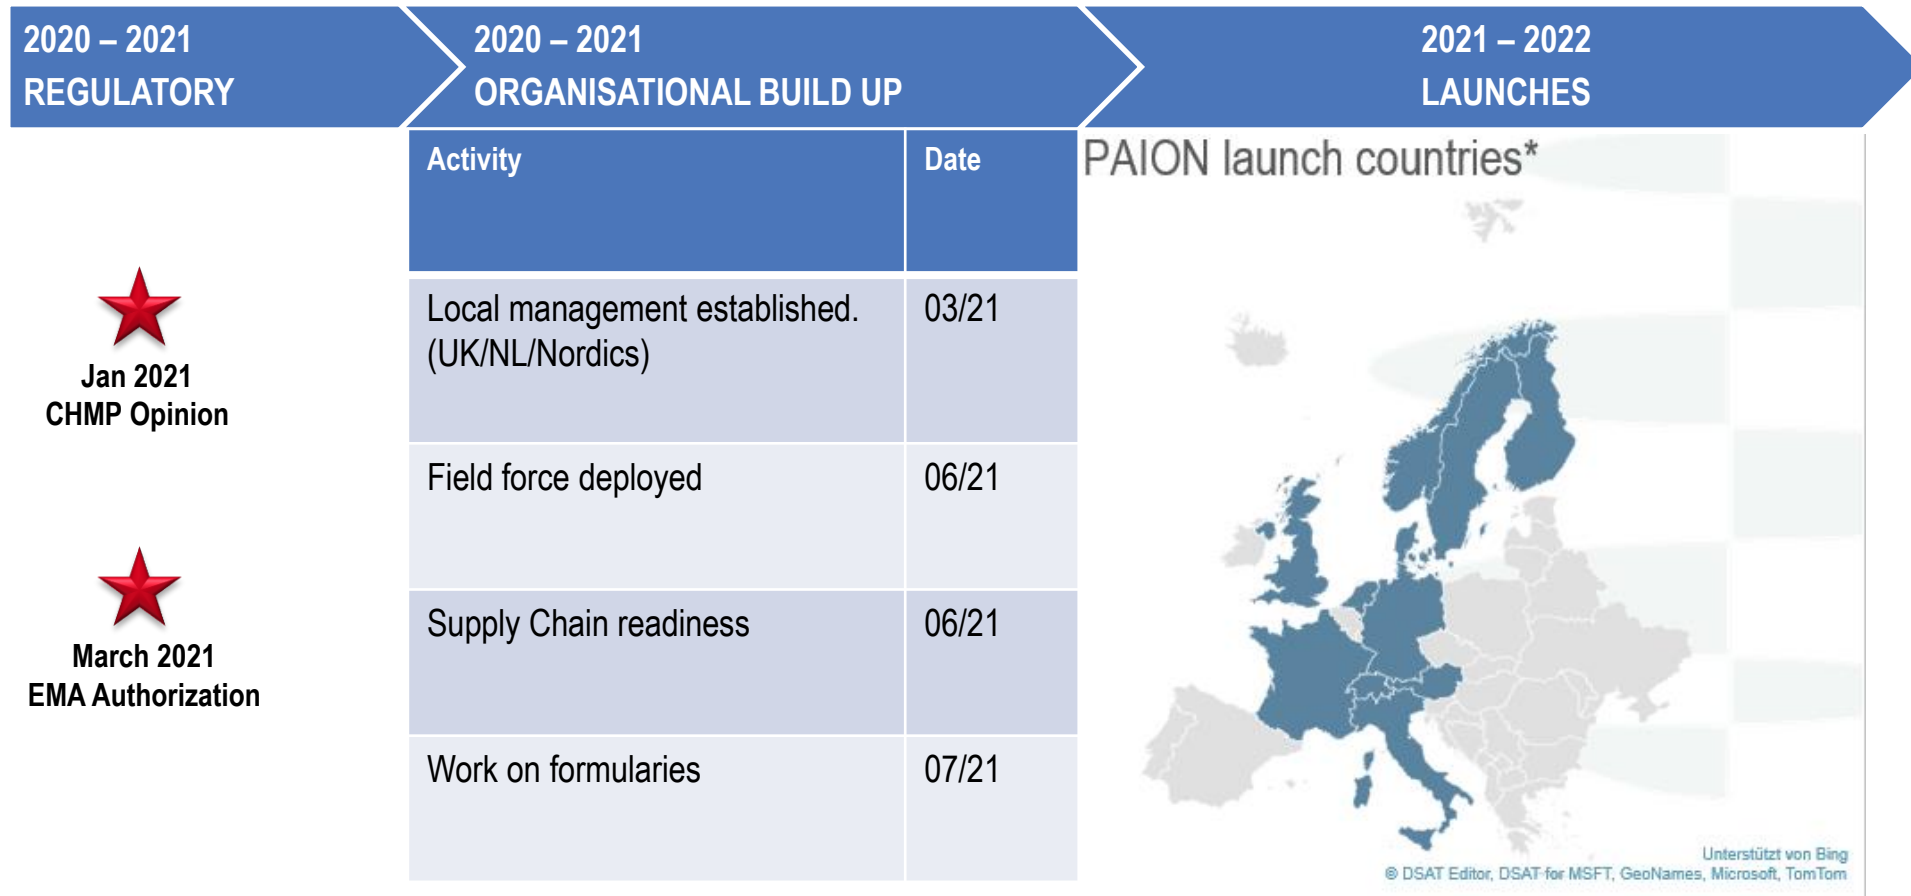 2020 – 2021
REGULATORY
2020 – 2021
ORGANISATIONAL BUILD UP
2021 – 2022
LAUNCHES
Jan 2021
CHMP Opinion
March 2021
EMA Authorization
Activity
Date
Local management established.
(UK/NL/Nordics)
03/21
Field force deployed
06/21
Supply Chain readiness
06/21
Work on formularies
07/21
PAION launch countries*
Unterstützt von Bing
© DSAT Editor, DSAT for MSFT, GeoNames, Microsoft, TomTom